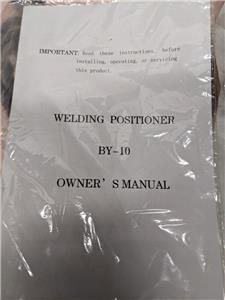 IMPORTANT: Read these instructions, before
installing, operating, or servicing
this product.
WELDING POSITIONER
BY-10
OWNER' S MANUAL